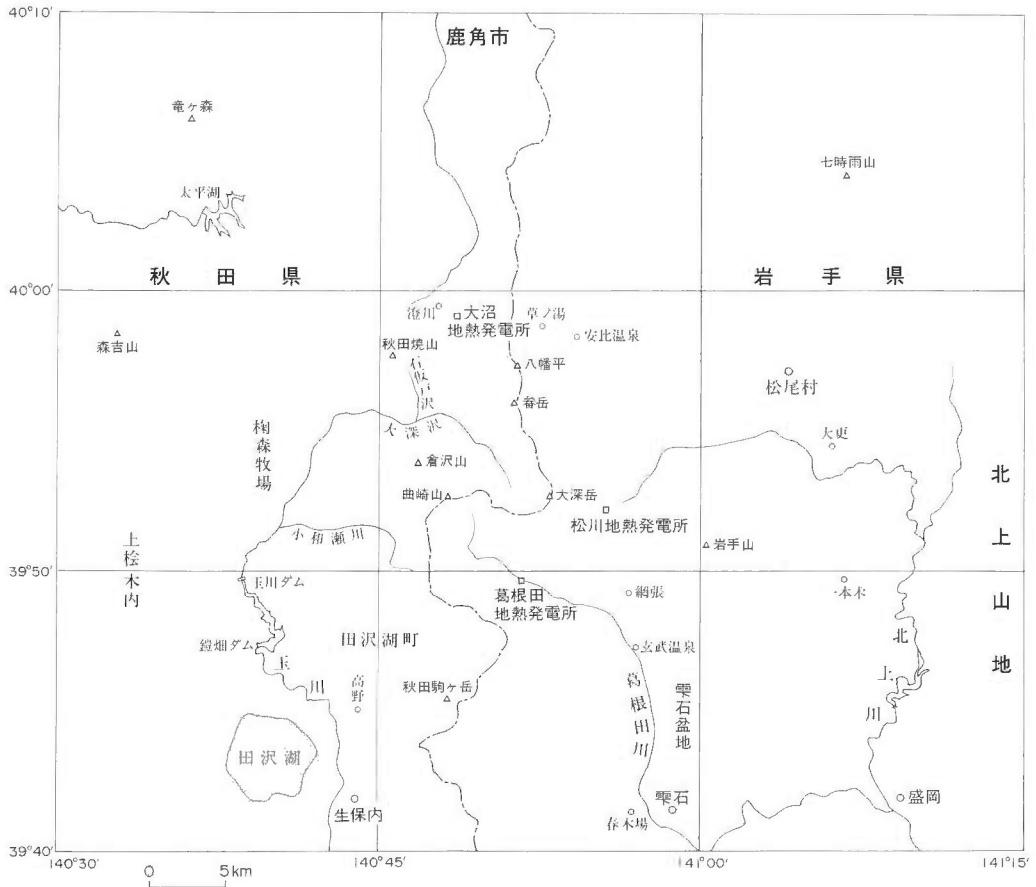 40°10′
鹿角市
竜ヶ森
七時雨山
太平湖
秋田県
岩手県
40°00′
澄川
大沼
地熱発電所
草ノ湯
安比温泉
森吉山
秋田焼山
八幡平
石仮戸沢
松尾村
畚岳
大深沢
大更
椈森牧場
倉沢山
曲崎山
大深岳
北上山地
松川地熱発電所
上桧木内
小和瀬川
岩手山
39°50′
玉川ダム
葛根田
地熱発電所
網張
一本木
鎧畑ダム
田沢湖町
玄武温泉
北上川
玉川
高野
秋田駒ヶ岳
葛根田川
雫石盆地
田沢湖
生保内
雫石
春木場
盛岡
39°40′
140°30′
140°45′
141°00′
141°15′
0 5km